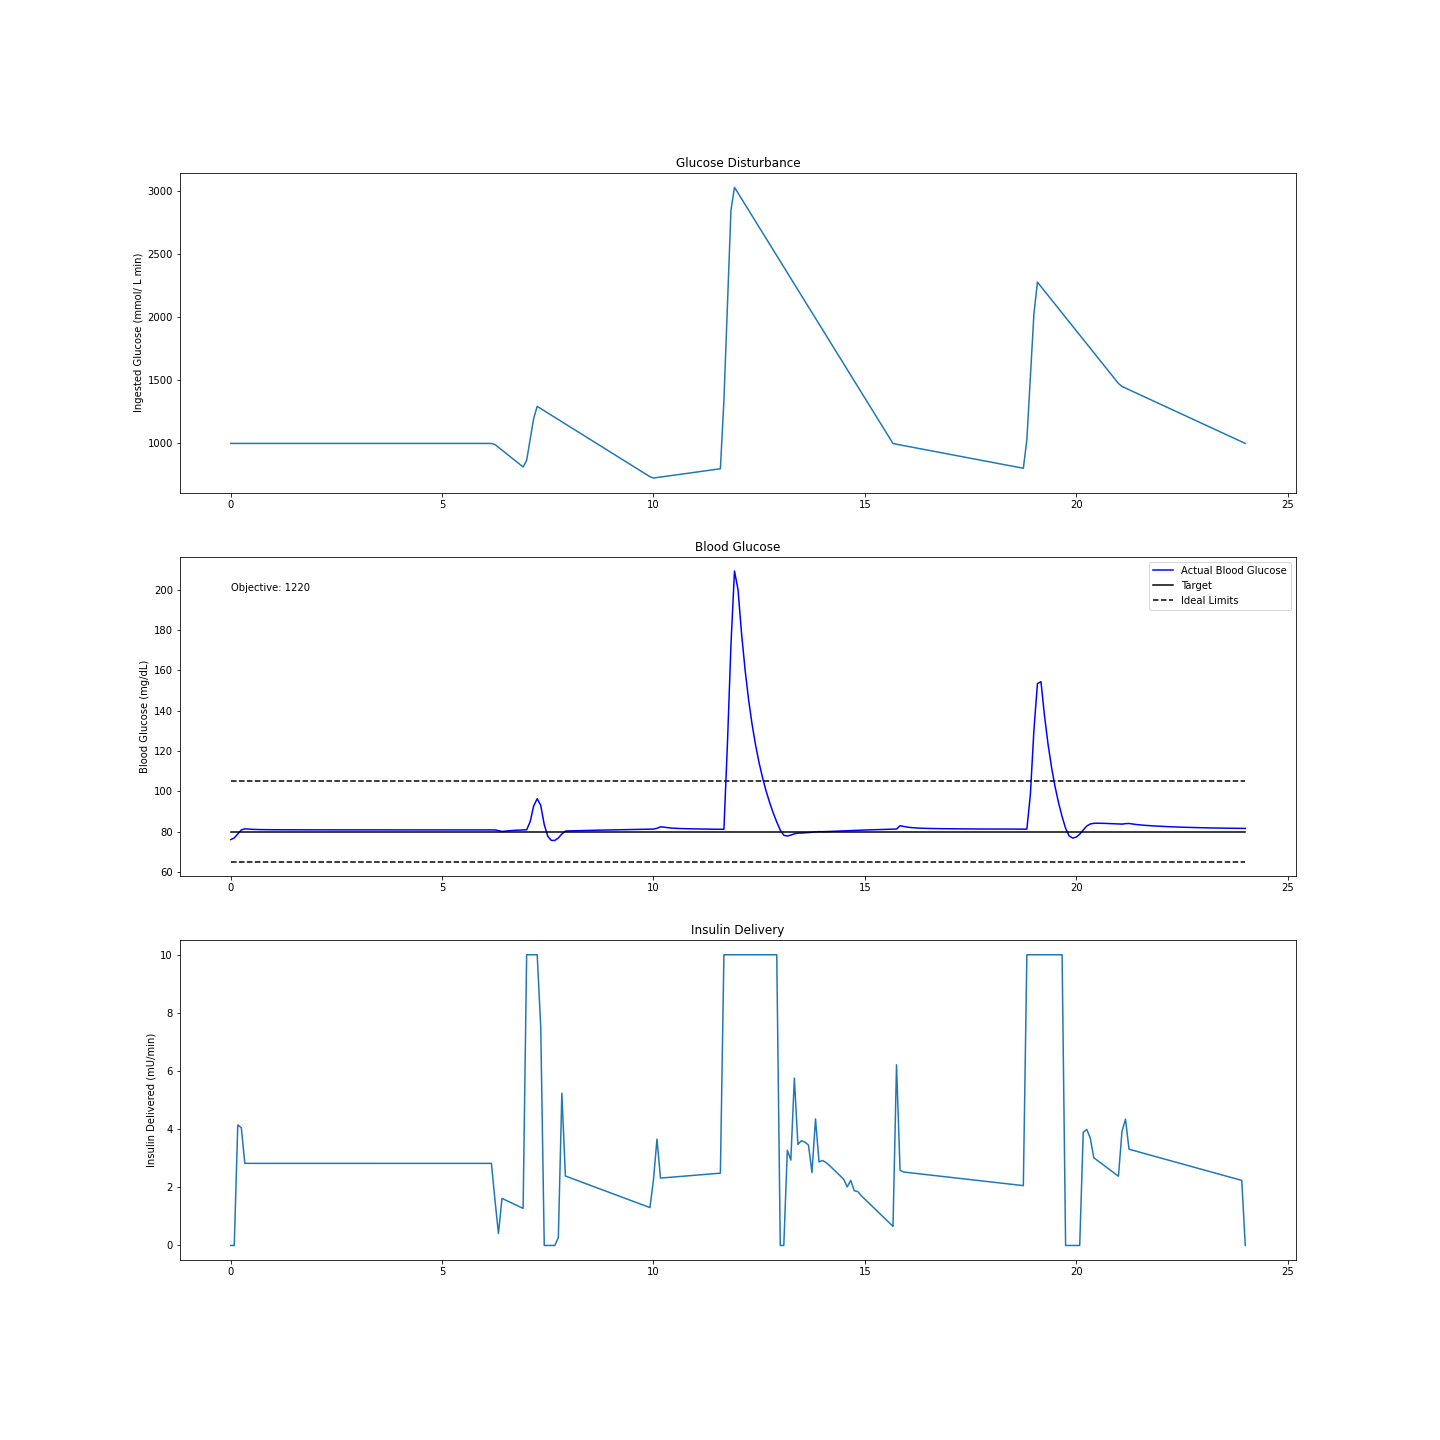 Glucose Disturbance
Ingested Glucose (mmol/ L min)
3000
2500
2000
1500
1000
0 5 10 15 20 25
Blood Glucose
Blood Glucose (mg/dL)
Objective: 1220
Actual Blood Glucose
Target
Ideal Limits
200
180
160
140
120
100
80
60
0 5 10 15 20 25
Insulin Delivery
Insulin Delivered (mU/min)
10
8
6
4
2
0
0 5 10 15 20 25